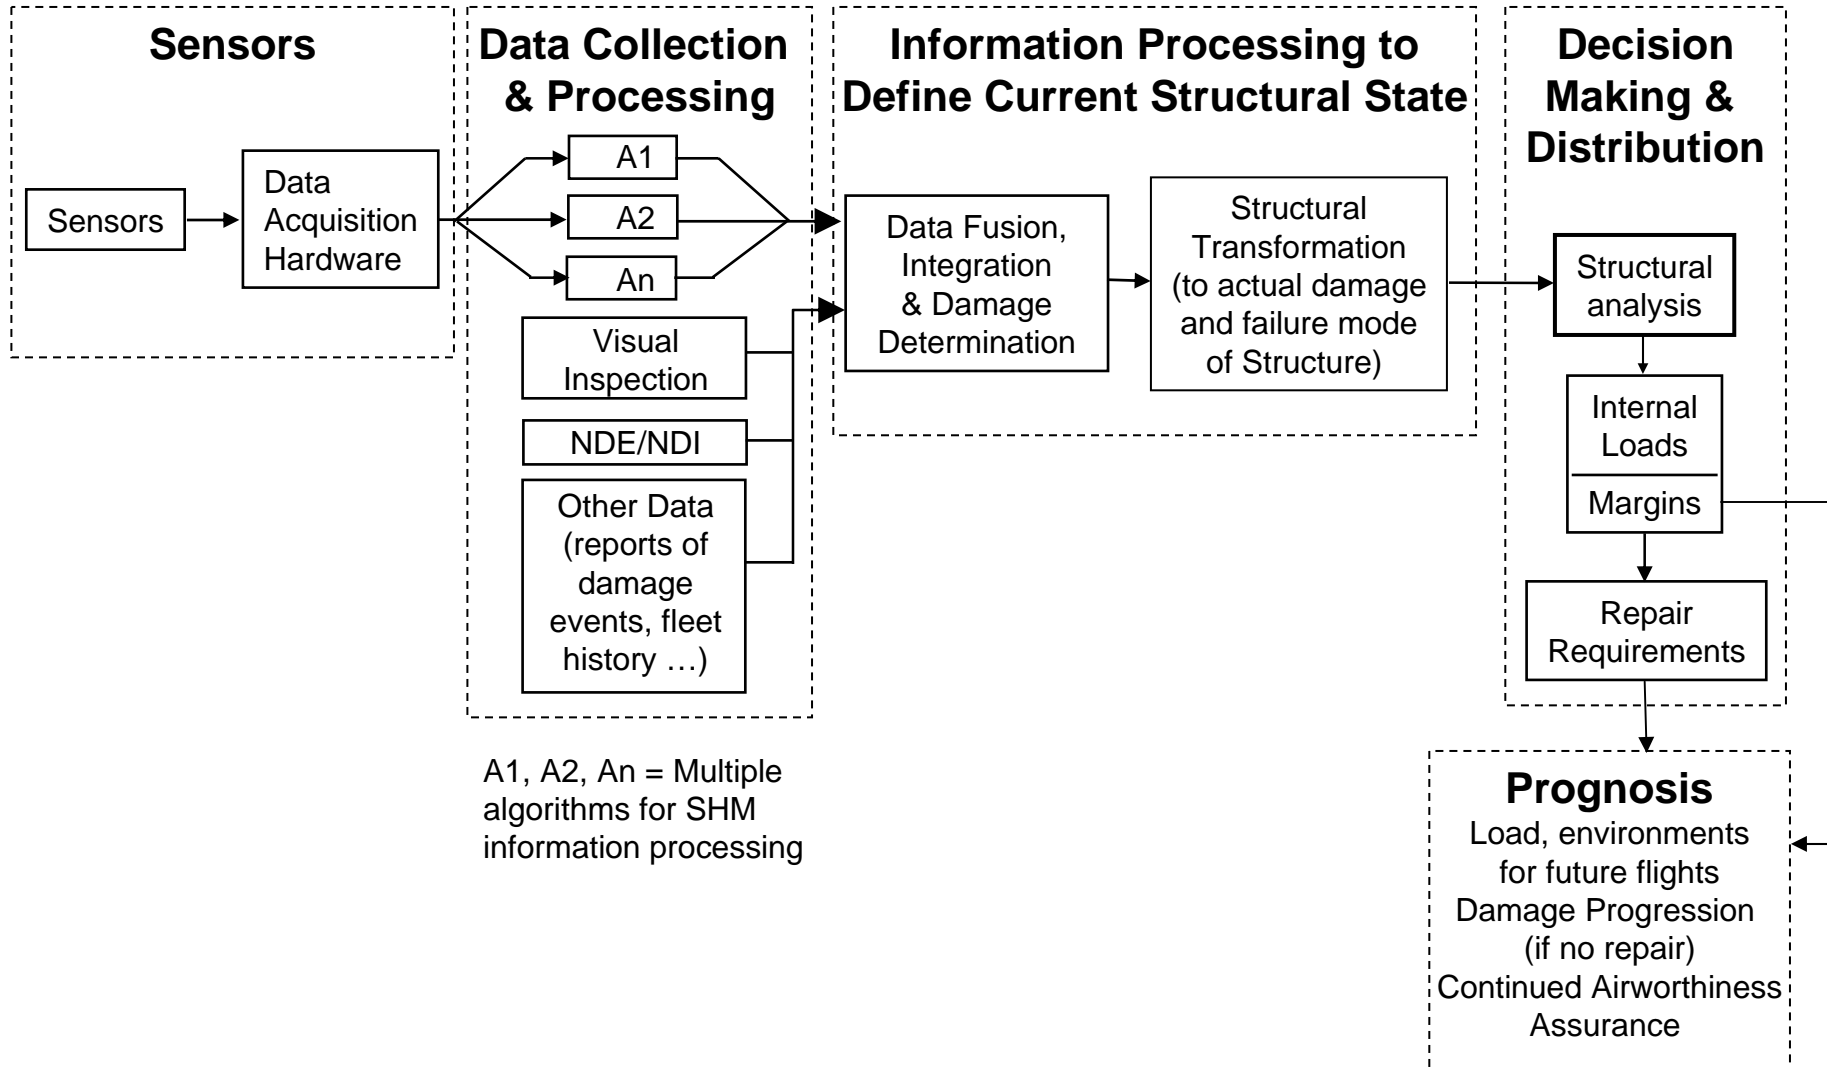 Sensors
Sensors
Data
Acquisition
Hardware
Data Collection
& Processing
A1
A2
An
Visual
Inspection
NDE/NDI
Other Data
(reports of
damage
events, fleet
history …)
A1, A2, An = Multiple
algorithms for SHM
information processing
Information Processing to
Define Current Structural State
Data Fusion,
Integration
& Damage
Determination
Structural
Transformation
(to actual damage
and failure mode
of Structure)
Decision
Making &
Distribution
Structural
analysis
Internal
Loads
Margins
Repair
Requirements
Prognosis
Load, environments
for future flights
Damage Progression
(if no repair)
Continued Airworthiness
Assurance